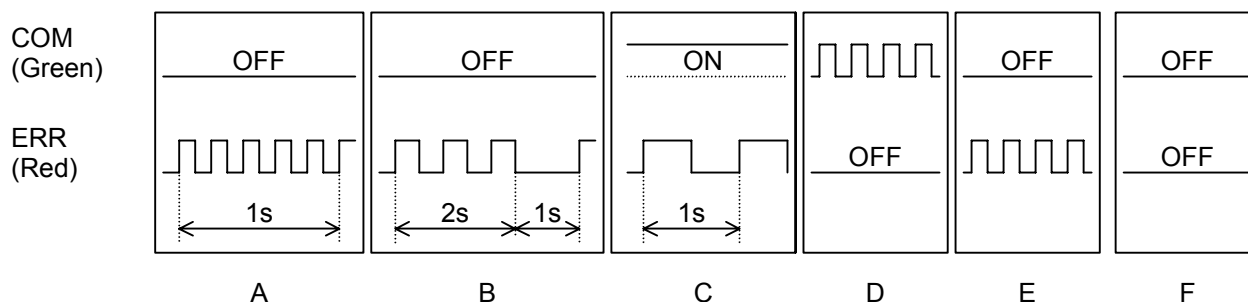 COM
(Green)
OFF OFF ON OFF OFF
ERR
(Red)
OFF OFF
1s 2s 1s 1s
A B C D E F